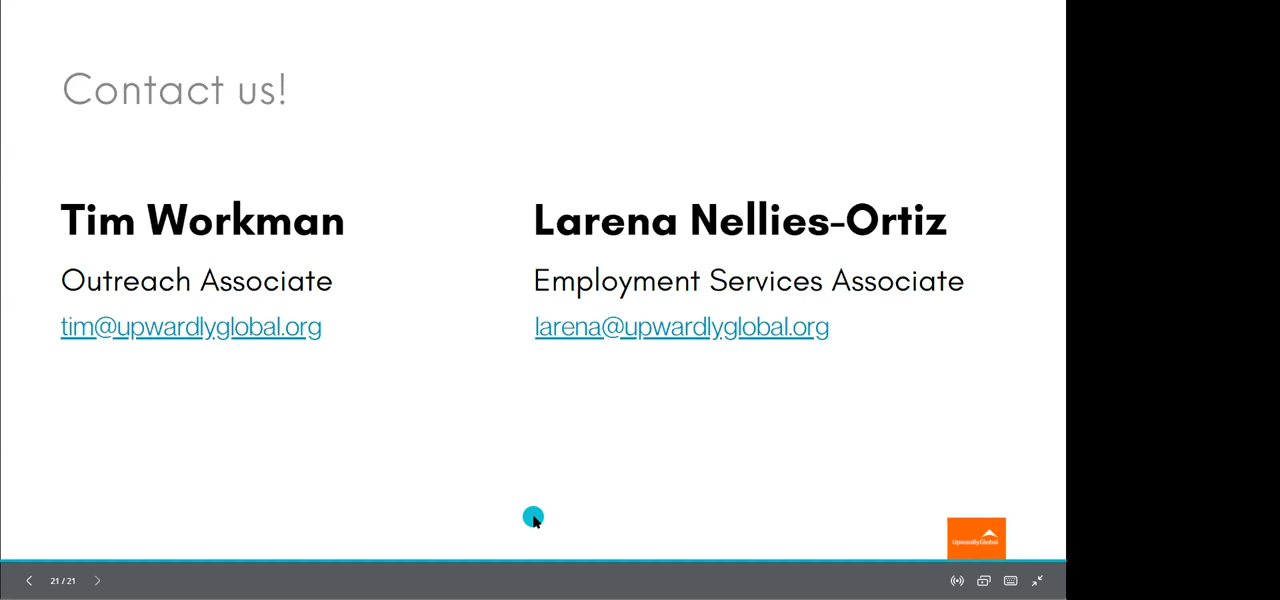 Contact us!
Tim Workman
Outreach Associate
tim@upwardlyglobal.org
Larena Nellies-Ortiz
Employment Services Associate
larena@upwardlyglobal.org
UpwardlyGlobal
21 / 21